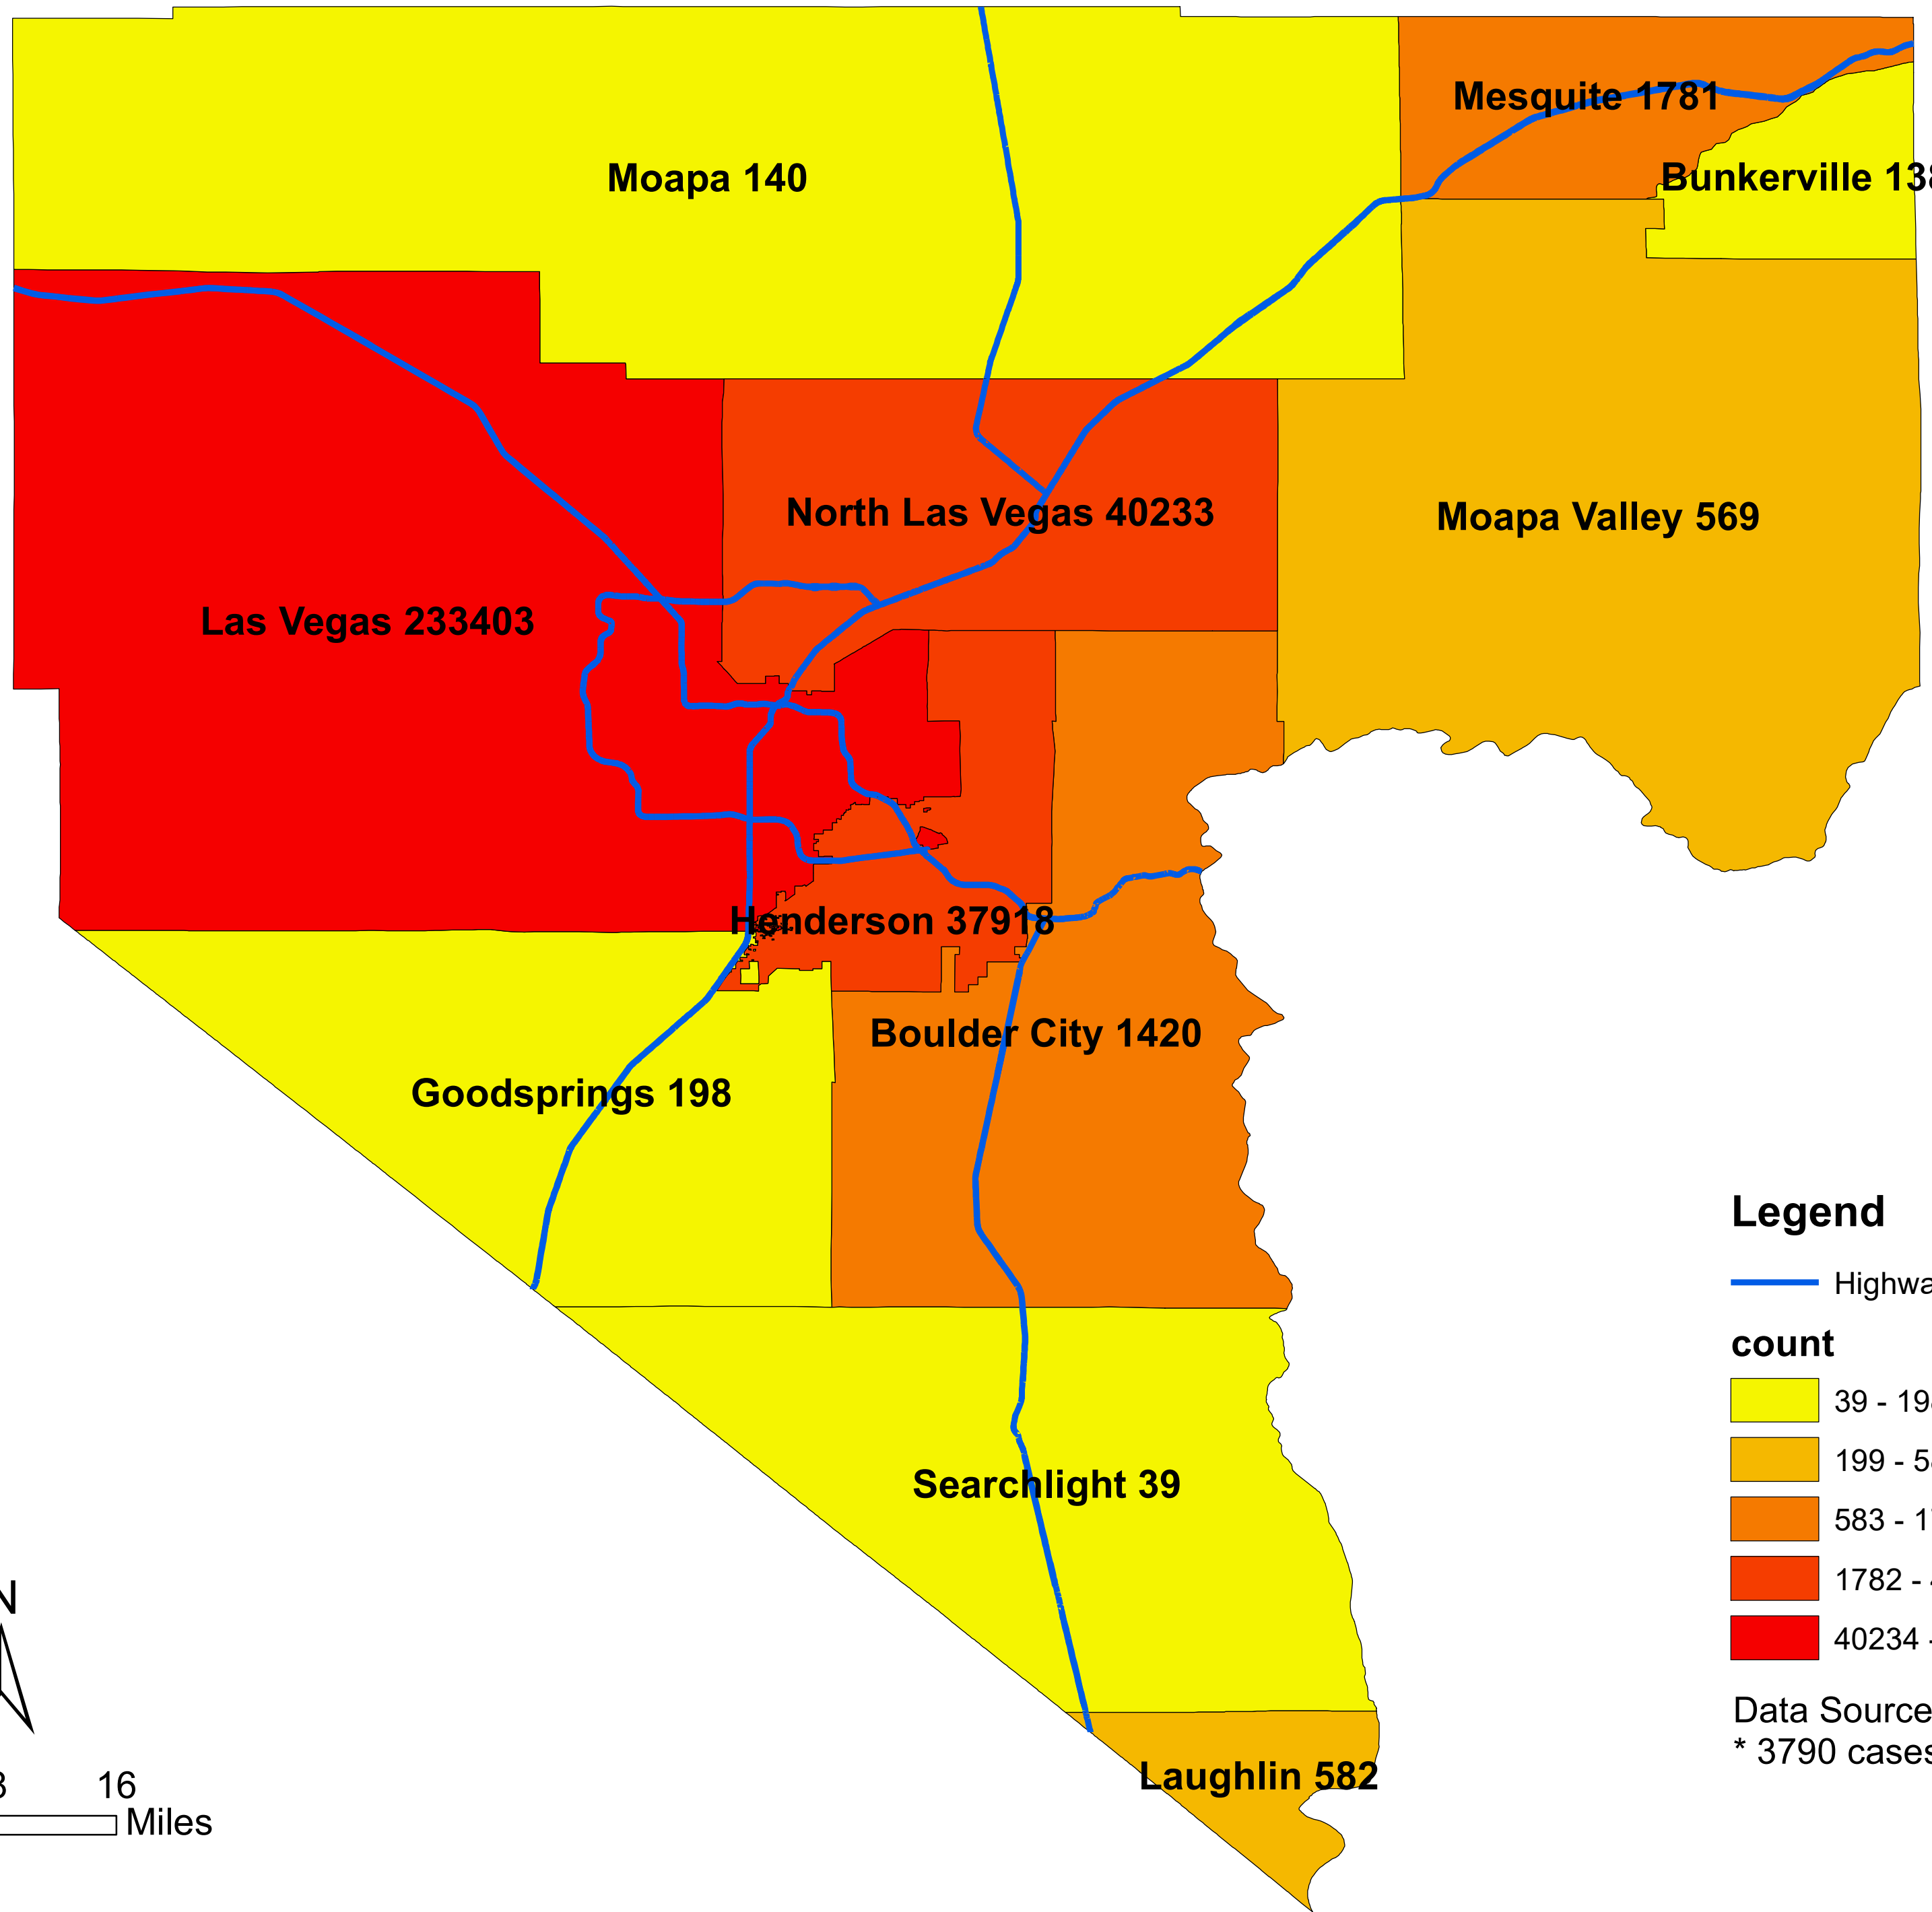 Mesquite 1781
Moapa 140
Bunkerville 138
North Las Vegas 40233
Moapa Valley 569
Las Vegas 233403
Henderson 37918
Boulder City 1420
Goodsprings 198
Searchlight 39
Laughlin 582
Legend
count
39 - 19
199 - 5
583 - 1
1782 -
40234 -
Data Source
* 3790 cases
N
16
Miles